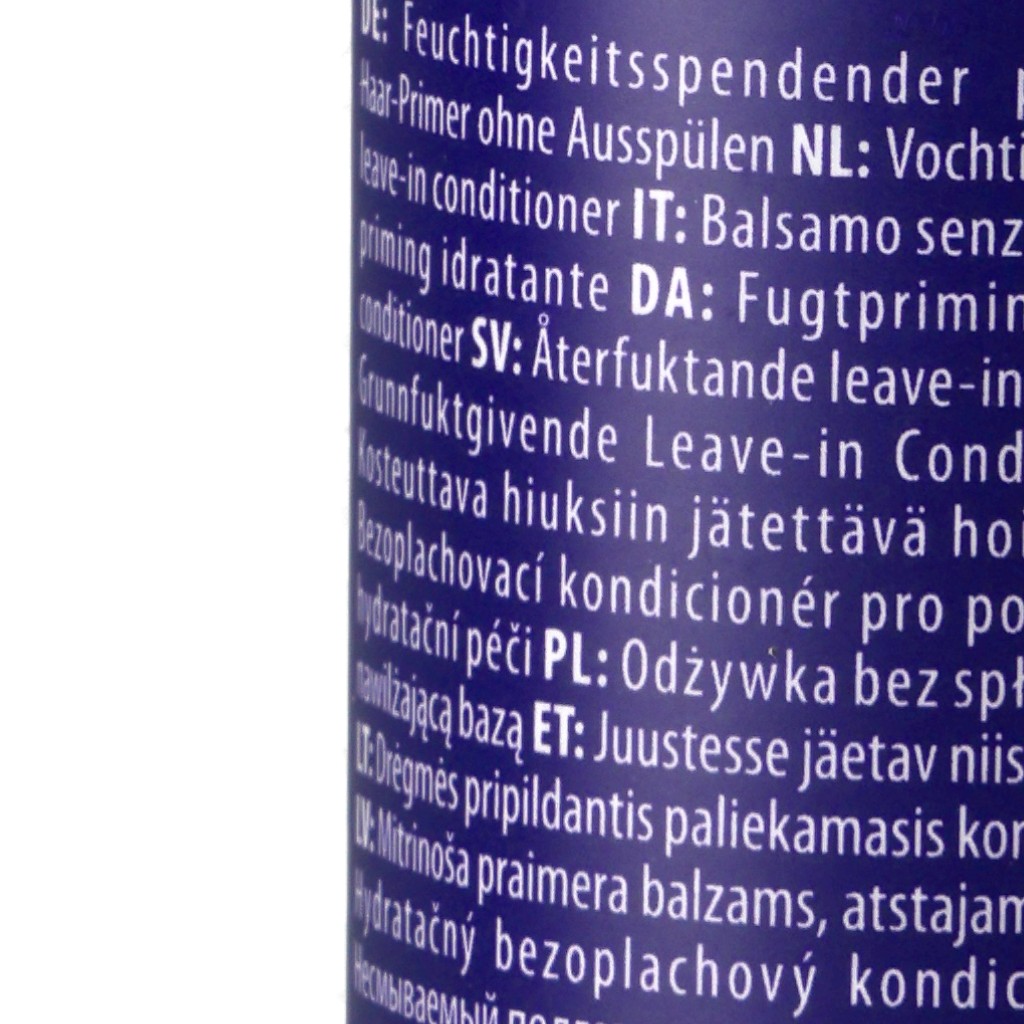 DE: Feuchtigkeitsspendender
Haar-Primer ohne Ausspülen NL: Vochti
leave-in conditioner IT: Balsamo senz
priming idratante DA: Fugtprimin
conditioner SV: Återfuktande leave-in
Grunnfuktgivende Leave-in Cond
Kosteuttava hiuksiin jätettävä hoi
Bezoplachovací kondicionér pro po
hydratační péči PL: Odżywka bez spł
nawilżającą bazą ET: Juustesse jäetav niis
LT: Drėgmės pripildantis paliekamasis kon
LV: Mitrinoša praimera balzams, atstajam
Hydratačný bezoplachový kondic
Несмываемый